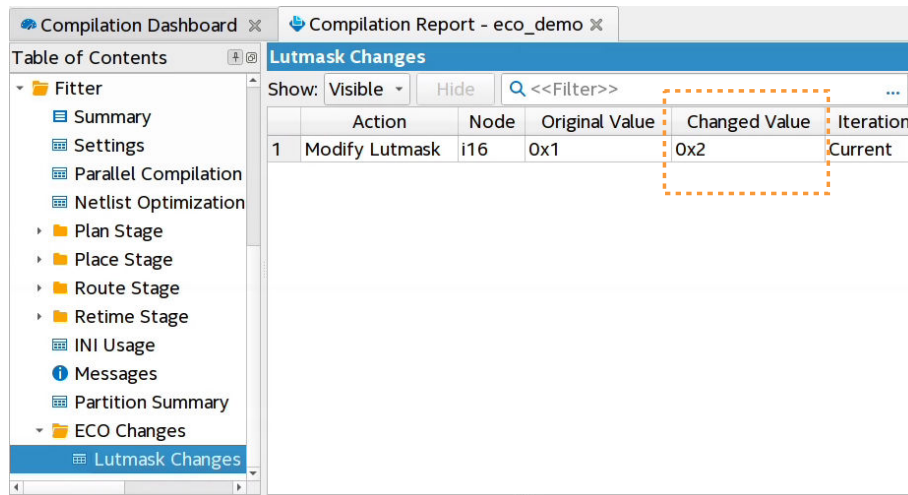 Compilation Dashboard Compilation Report - eco_demo
Table of Contents
Fitter
Summary
Settings
Parallel Compilation
Netlist Optimization
Plan Stage
Place Stage
Route Stage
Retime Stage
INI Usage
Messages
Partition Summary
ECO Changes
Lutmask Changes
Lutmask Changes
Show: Visible Hide <<Filter>> ...
Action Node Original Value Changed Value Iteration
1 Modify Lutmask i16 0x1 0x2 Current